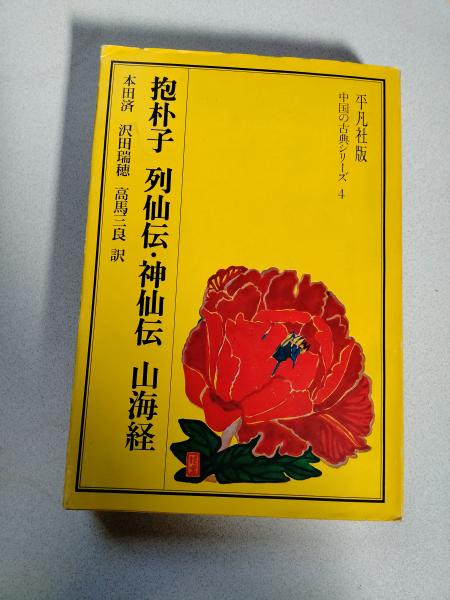 平凡社版
中国の古典シリーズ 4
抱朴子 列仙伝・神仙伝 山海経
本田済 沢田瑞穂 高馬三良 訳